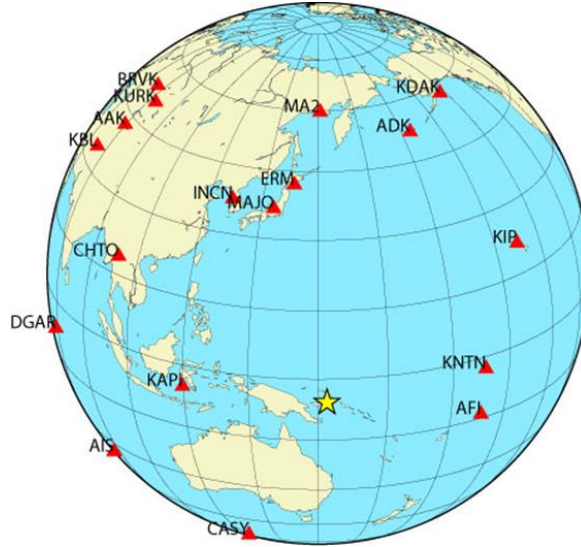 BRVK
KDAK
KURK
MA2
AAK
ADK
KBL
ERM
INCN
MAJO
KIP
CHTO
DGAR
KNTN
KAPI
AFI
AIS
CASY